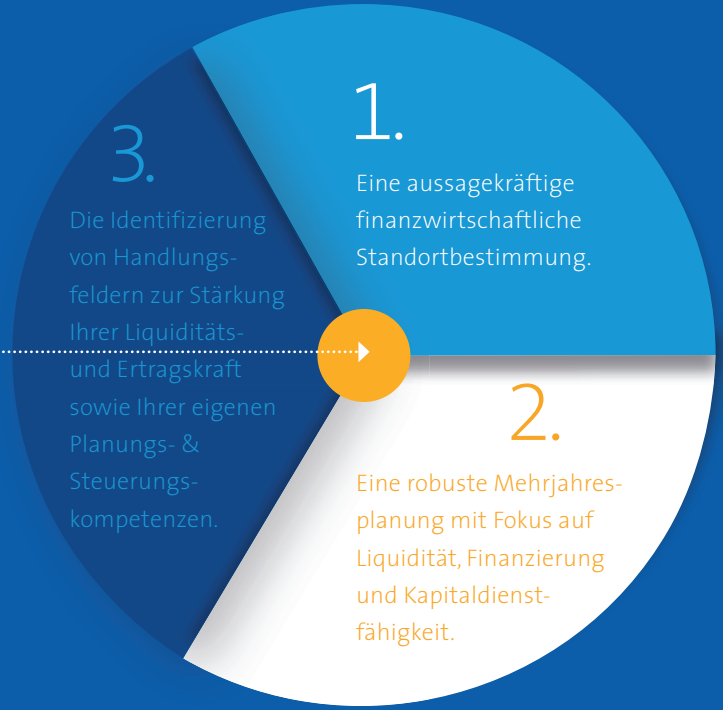 1.
Eine aussagekräftige
finanzwirtschaftliche
Standortbestimmung.
2.
Eine robuste Mehrjahres-
planung mit Fokus auf
Liquidität, Finanzierung
und Kapitaldienst-
fähigkeit.
3.
Die Identifizierung
von Handlungs-
feldern zur Stärkung
Ihrer Liquiditäts-
und Ertragskraft
sowie Ihrer eigenen
Planungs- &
Steuerungs-
kompetenzen.